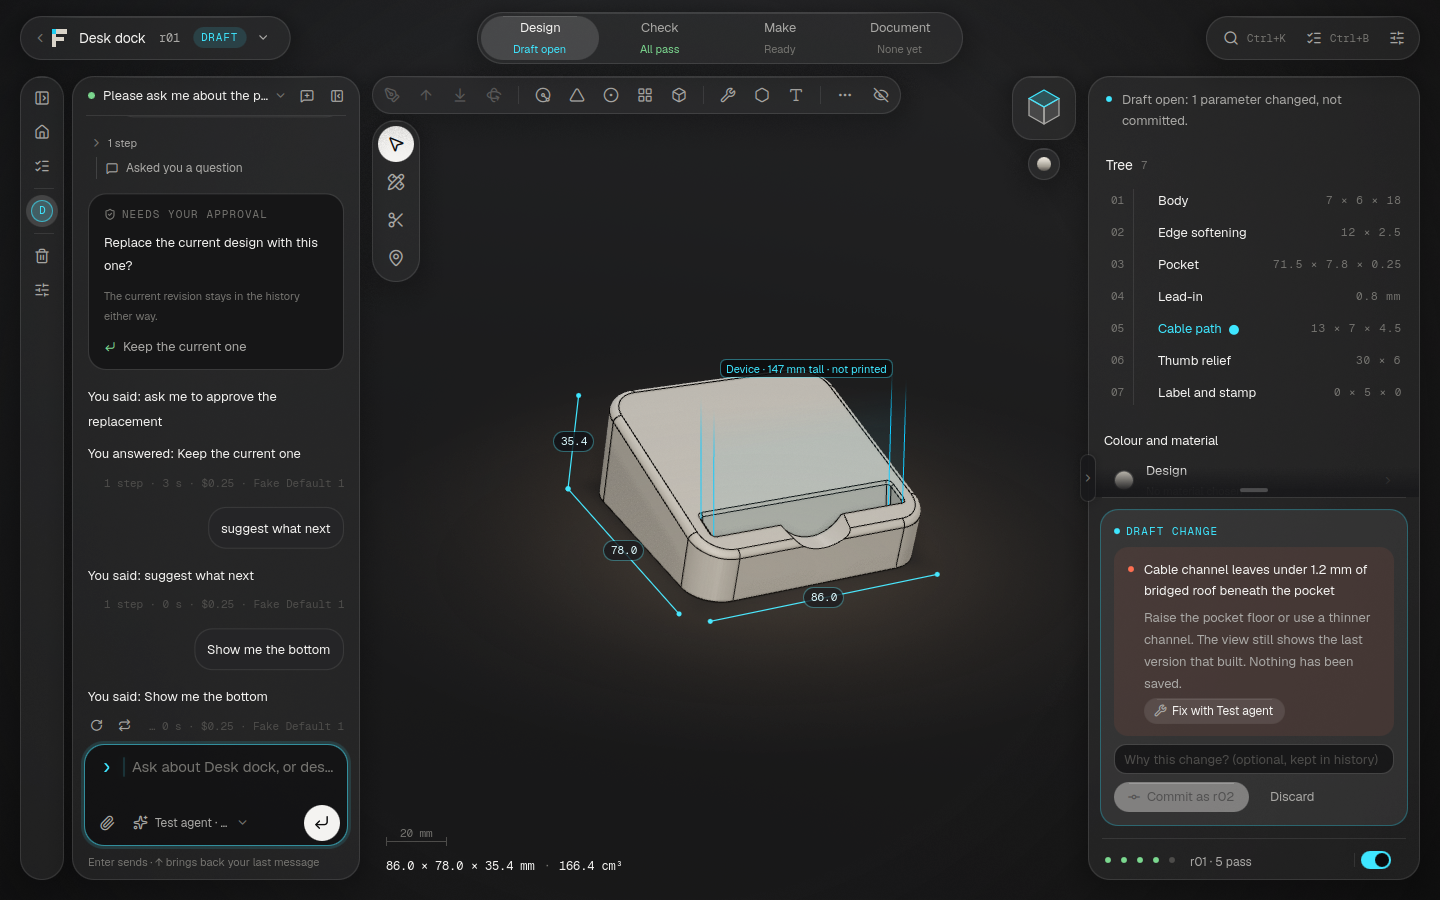 Desk dock r01 DRAFT
Design
Draft open
Check
All pass
Make
Ready
Document
None yet
Ctrl+K
Ctrl+B
Please ask me about the p…
1 step
Asked you a question
NEEDS YOUR APPROVAL
Replace the current design with this
one?
The current revision stays in the history
either way.
Keep the current one
You said: ask me to approve the
replacement
You answered: Keep the current one
1 step · 3 s · $0.25 · Fake Default 1
suggest what next
You said: suggest what next
1 step · 0 s · $0.25 · Fake Default 1
Show me the bottom
You said: Show me the bottom
… 0 s · $0.25 · Fake Default 1
Ask about Desk dock, or des…
Test agent · …
Enter sends · ↑ brings back your last message
D
T
Device · 147 mm tall · not printed
35.4
78.0
86.0
20 mm
86.0 × 78.0 × 35.4 mm · 166.4 cm³
Draft open: 1 parameter changed, not
committed.
Tree 7
01 Body 7 × 6 × 18
02 Edge softening 12 × 2.5
03 Pocket 71.5 × 7.8 × 0.25
04 Lead-in 0.8 mm
05 Cable path 13 × 7 × 4.5
06 Thumb relief 30 × 6
07 Label and stamp 0 × 5 × 0
Colour and material
Design
DRAFT CHANGE
Cable channel leaves under 1.2 mm of
bridged roof beneath the pocket
Raise the pocket floor or use a thinner
channel. The view still shows the last
version that built. Nothing has been
saved.
Fix with Test agent
Why this change? (optional, kept in history)
Commit as r02
Discard
r01 · 5 pass